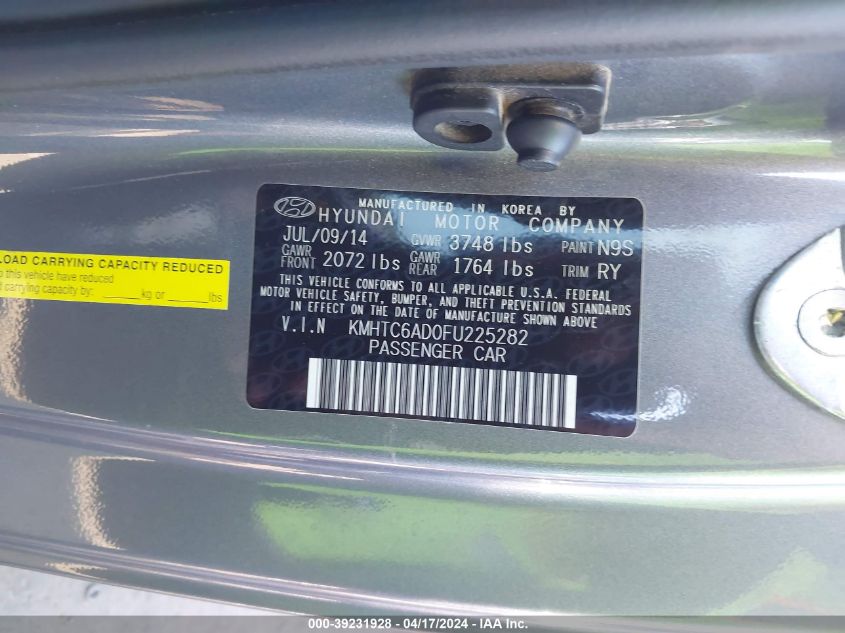 MANUFACTURED IN KOREA BY
HYUNDAI MOTOR COMPANY
JUL/09/14 GVWR 3748 lbs PAINT N9S
GAWR FRONT 2072 lbs GAWR REAR 1764 lbs TRIM RY
THIS VEHICLE CONFORMS TO ALL APPLICABLE U.S.A. FEDERAL
MOTOR VEHICLE SAFETY, BUMPER, AND THEFT PREVENTION STANDARDS
IN EFFECT ON THE DATE OF MANUFACTURE SHOWN ABOVE
V.I.N KMHTC6AD0FU225282
PASSENGER CAR
LOAD CARRYING CAPACITY REDUCED
to this vehicle have reduced
carrying capacity by: ______kg or ______lbs
000-39231928 - 04/17/2024 - IAA, Inc.